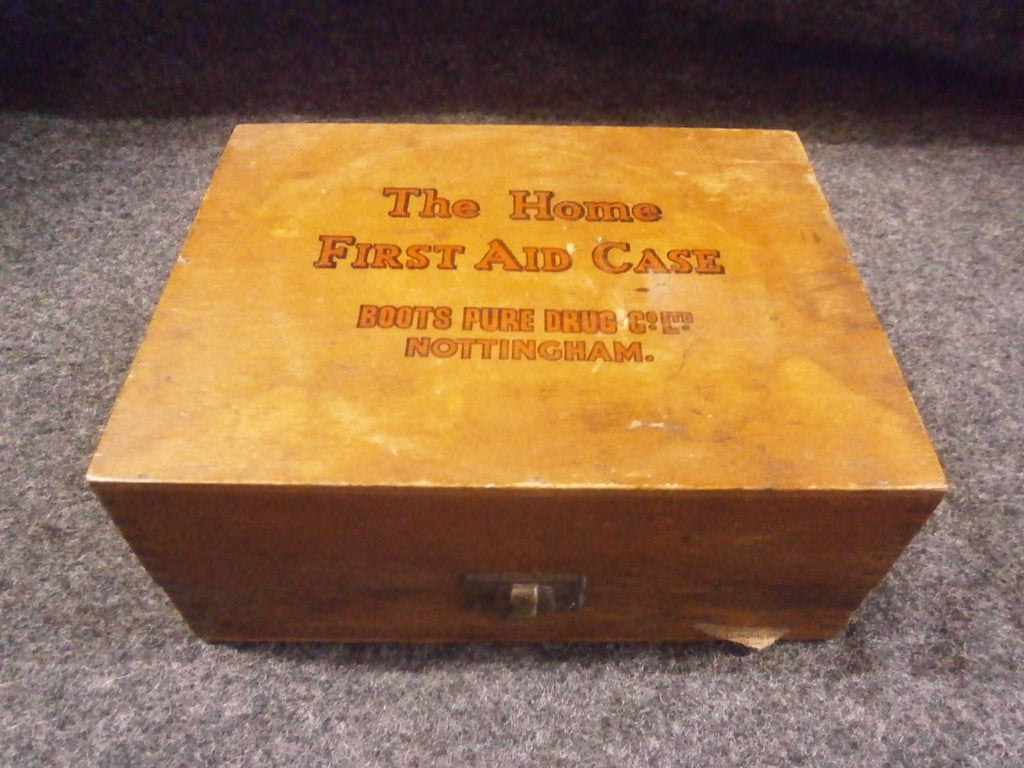 The Home
FIRST AID CASE
BOOTS PURE DRUG Co LTD
NOTTINGHAM.